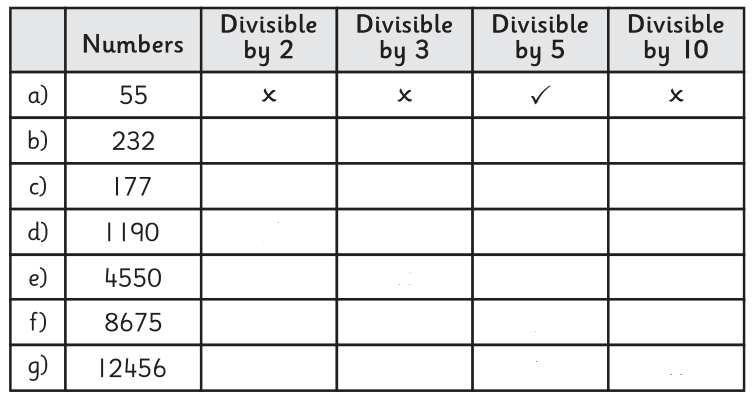 Numbers Divisible by 2 Divisible by 3 Divisible by 5 Divisible by 10
a) 55 × × ✓ ×
b) 232
c) 177
d) 1190
e) 4550
f) 8675
g) 12456